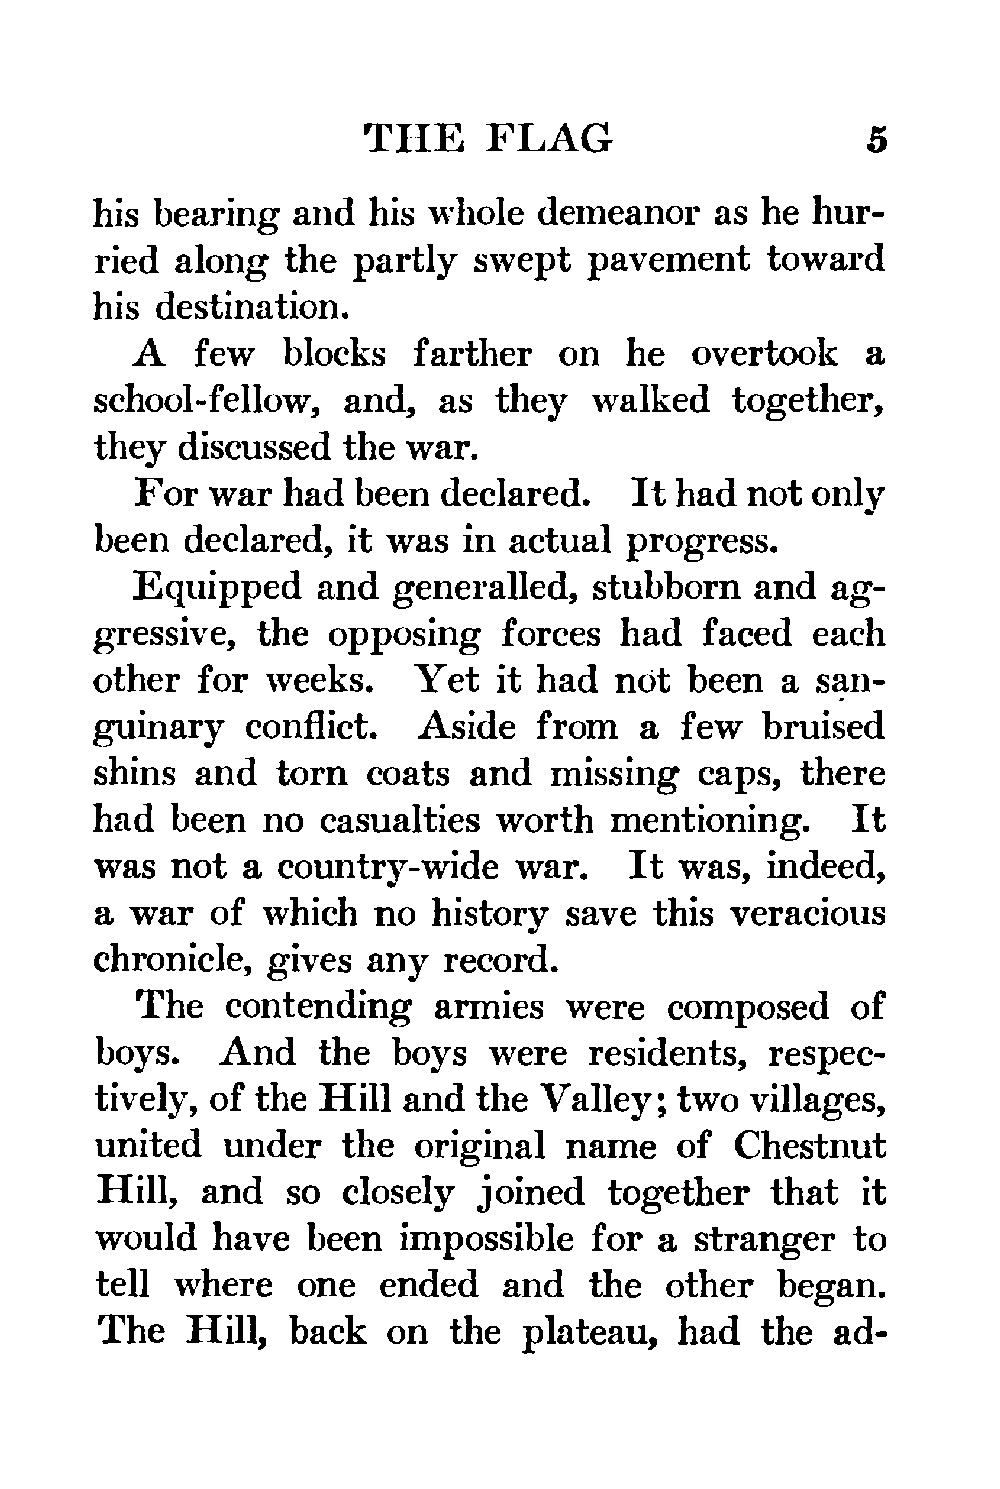 THE FLAG 5
his bearing and his whole demeanor as he hur-
ried along the partly swept pavement toward
his destination.
A few blocks farther on he overtook a
school-fellow, and, as they walked together,
they discussed the war.
For war had been declared. It had not only
been declared, it was in actual progress.
Equipped and generalled, stubborn and ag-
gressive, the opposing forces had faced each
other for weeks. Yet it had not been a san-
guinary conflict. Aside from a few bruised
shins and torn coats and missing caps, there
had been no casualties worth mentioning. It
was not a country-wide war. It was, indeed,
a war of which no history save this veracious
chronicle, gives any record.
The contending armies were composed of
boys. And the boys were residents, respec-
tively, of the Hill and the Valley; two villages,
united under the original name of Chestnut
Hill, and so closely joined together that it
would have been impossible for a stranger to
tell where one ended and the other began.
The Hill, back on the plateau, had the ad-